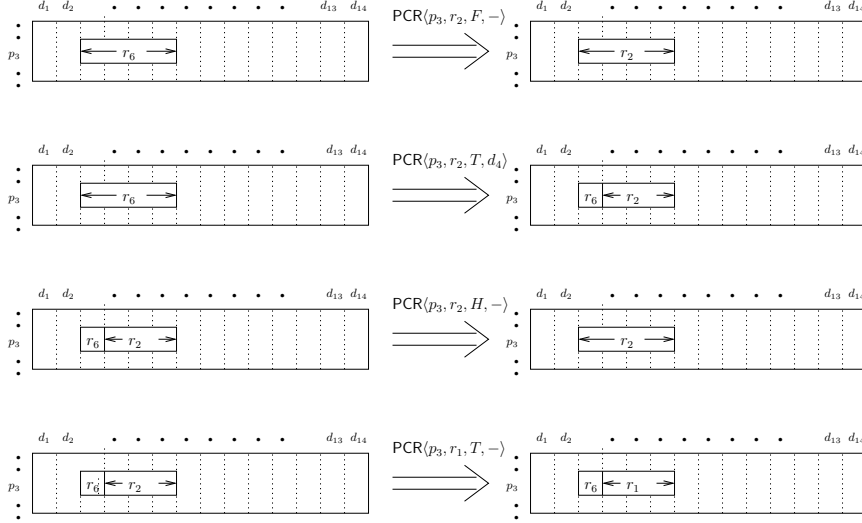 d₁ d₂ • • • • • • • • d₁₃ d₁₄ PCR⟨p₃, r₂, F, −⟩ d₁ d₂ • • • • • • • • d₁₃ d₁₄
p₃ r₆ p₃ r₂
d₁ d₂ • • • • • • • • d₁₃ d₁₄ PCR⟨p₃, r₂, T, d₄⟩ d₁ d₂ • • • • • • • • d₁₃ d₁₄
p₃ r₆ p₃ r₆ r₂
d₁ d₂ • • • • • • • • d₁₃ d₁₄ PCR⟨p₃, r₂, H, −⟩ d₁ d₂ • • • • • • • • d₁₃ d₁₄
p₃ r₆ r₂ p₃ r₂
d₁ d₂ • • • • • • • • d₁₃ d₁₄ PCR⟨p₃, r₁, T, −⟩ d₁ d₂ • • • • • • • • d₁₃ d₁₄
p₃ r₆ r₂ p₃ r₆ r₁